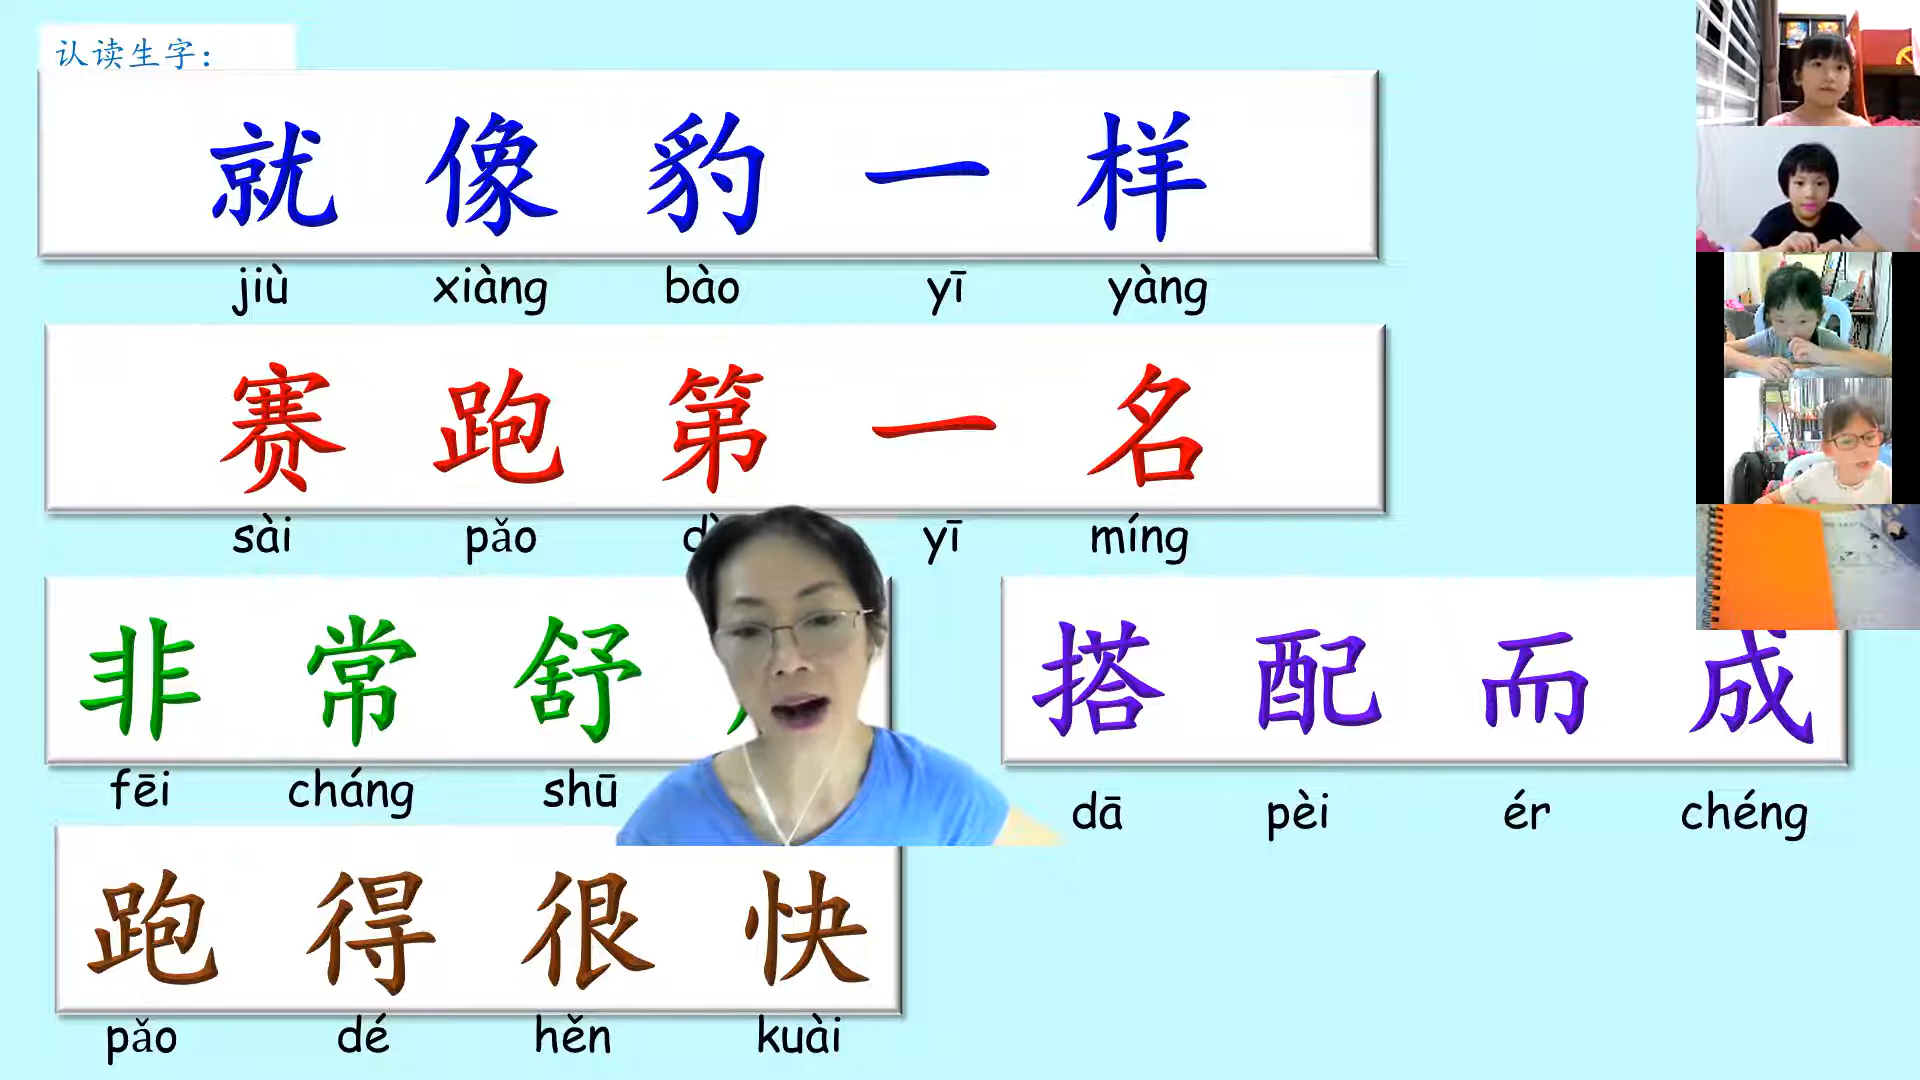 认读生字：
就 像 豹 一 样
jiù xiàng bào yī yàng
赛 跑 第 一 名
sài pǎo yī míng
非 常 舒
fēi cháng shū
搭 配 而 成
dā pèi ér chéng
跑 得 很 快
pǎo dé hěn kuài